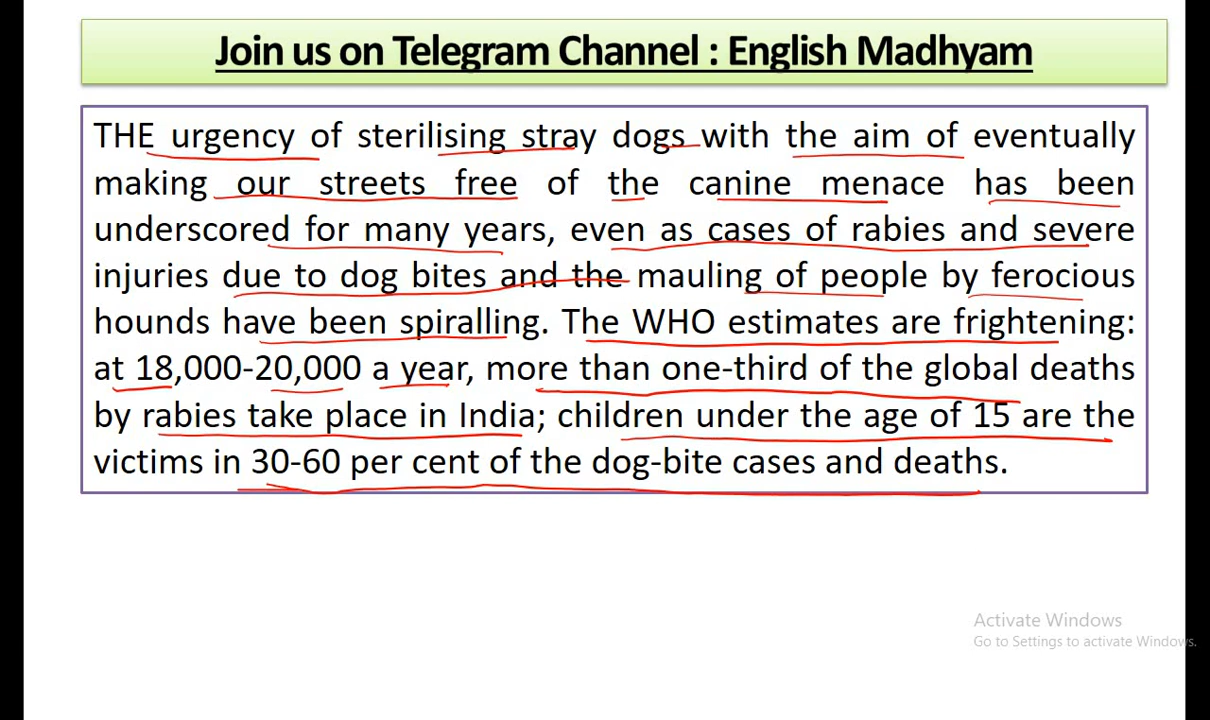 Join us on Telegram Channel : English Madhyam
THE urgency of sterilising stray dogs with the aim of eventually
making our streets free of the canine menace has been
underscored for many years, even as cases of rabies and severe
injuries due to dog bites and the mauling of people by ferocious
hounds have been spiralling. The WHO estimates are frightening:
at 18,000-20,000 a year, more than one-third of the global deaths
by rabies take place in India; children under the age of 15 are the
victims in 30-60 per cent of the dog-bite cases and deaths.
Activate Windows
Go to Settings to activate Windows.